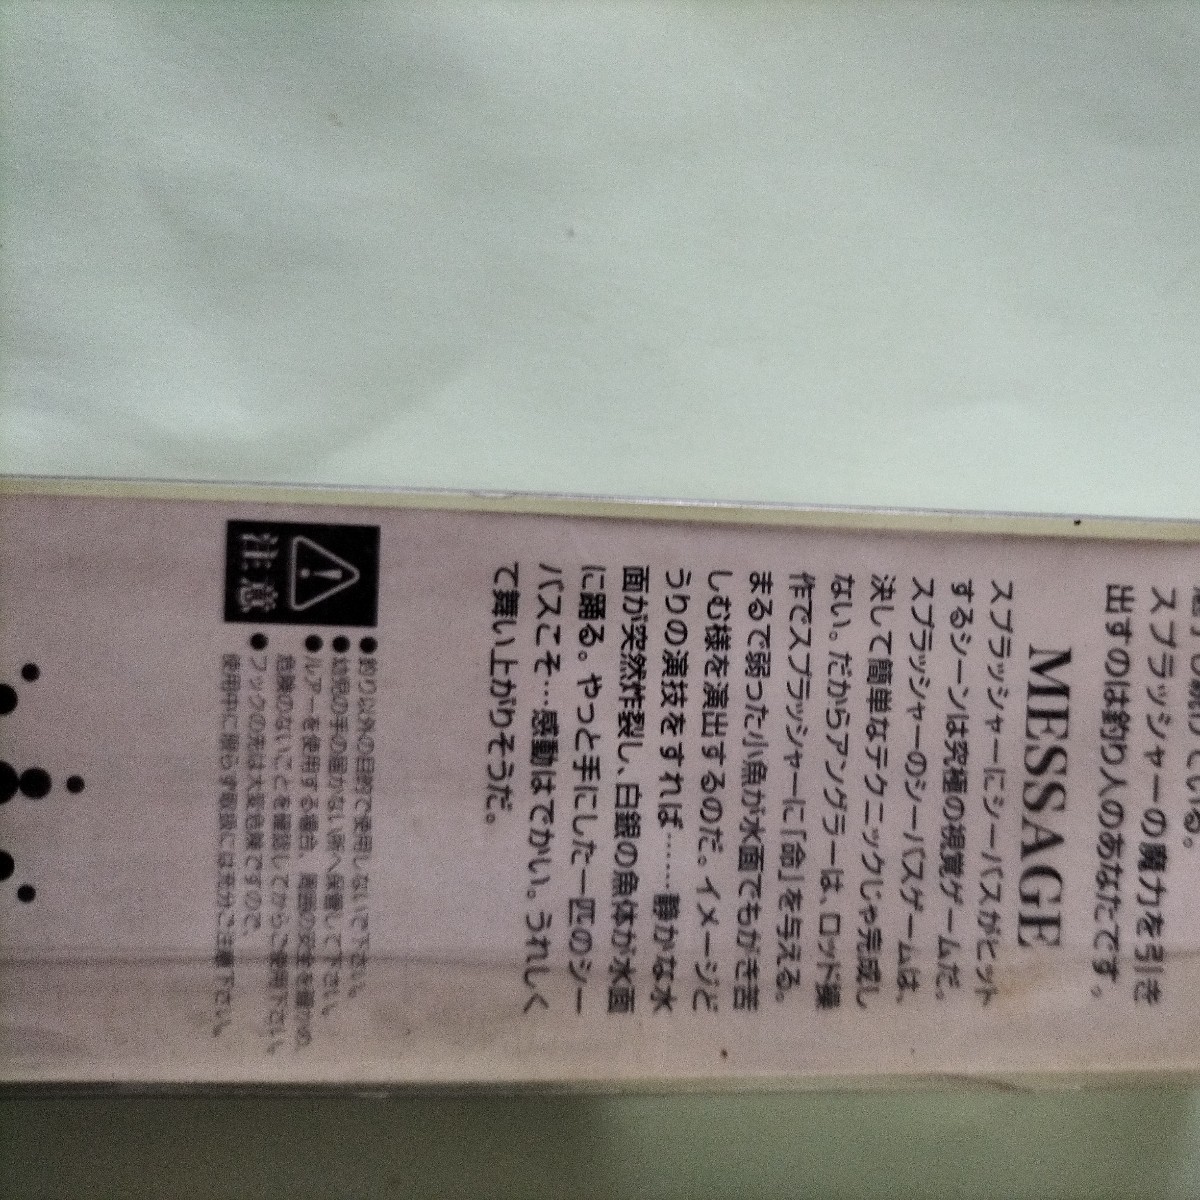 し続けている。
スプラッシャーの魔力を引き
出すのは釣り人のあなたです。
MESSAGE
スプラッシャーにシーバスがヒット
するシーンは究極の視覚ゲームだ。
スプラッシャーのシーバスゲームは、
決して簡単なテクニックじゃ完成し
ない。だからアングラーは、ロッド操
作でスプラッシャーに「命」を与える。
まるで弱った小魚が水面でもがき苦
しむ様を演出するのだ。イメージど
うりの演技をすれば……静かな水
面が突然炸裂し、白銀の魚体が水面
に踊る。やっと手にした一匹のシー
バスこそ…感動はでかい。うれしく
て舞い上がりそうだ。
注意
●釣り以外の目的で使用しないで下さい。
●幼児の手の届かない所へ保管して下さい。
●ルアーを使用する場合、周囲の安全を確かめ、
危険のないことを確認してからご使用下さい。
●フックの先は大変危険ですので、
使用中に限らず取扱には充分ご注意下さい。